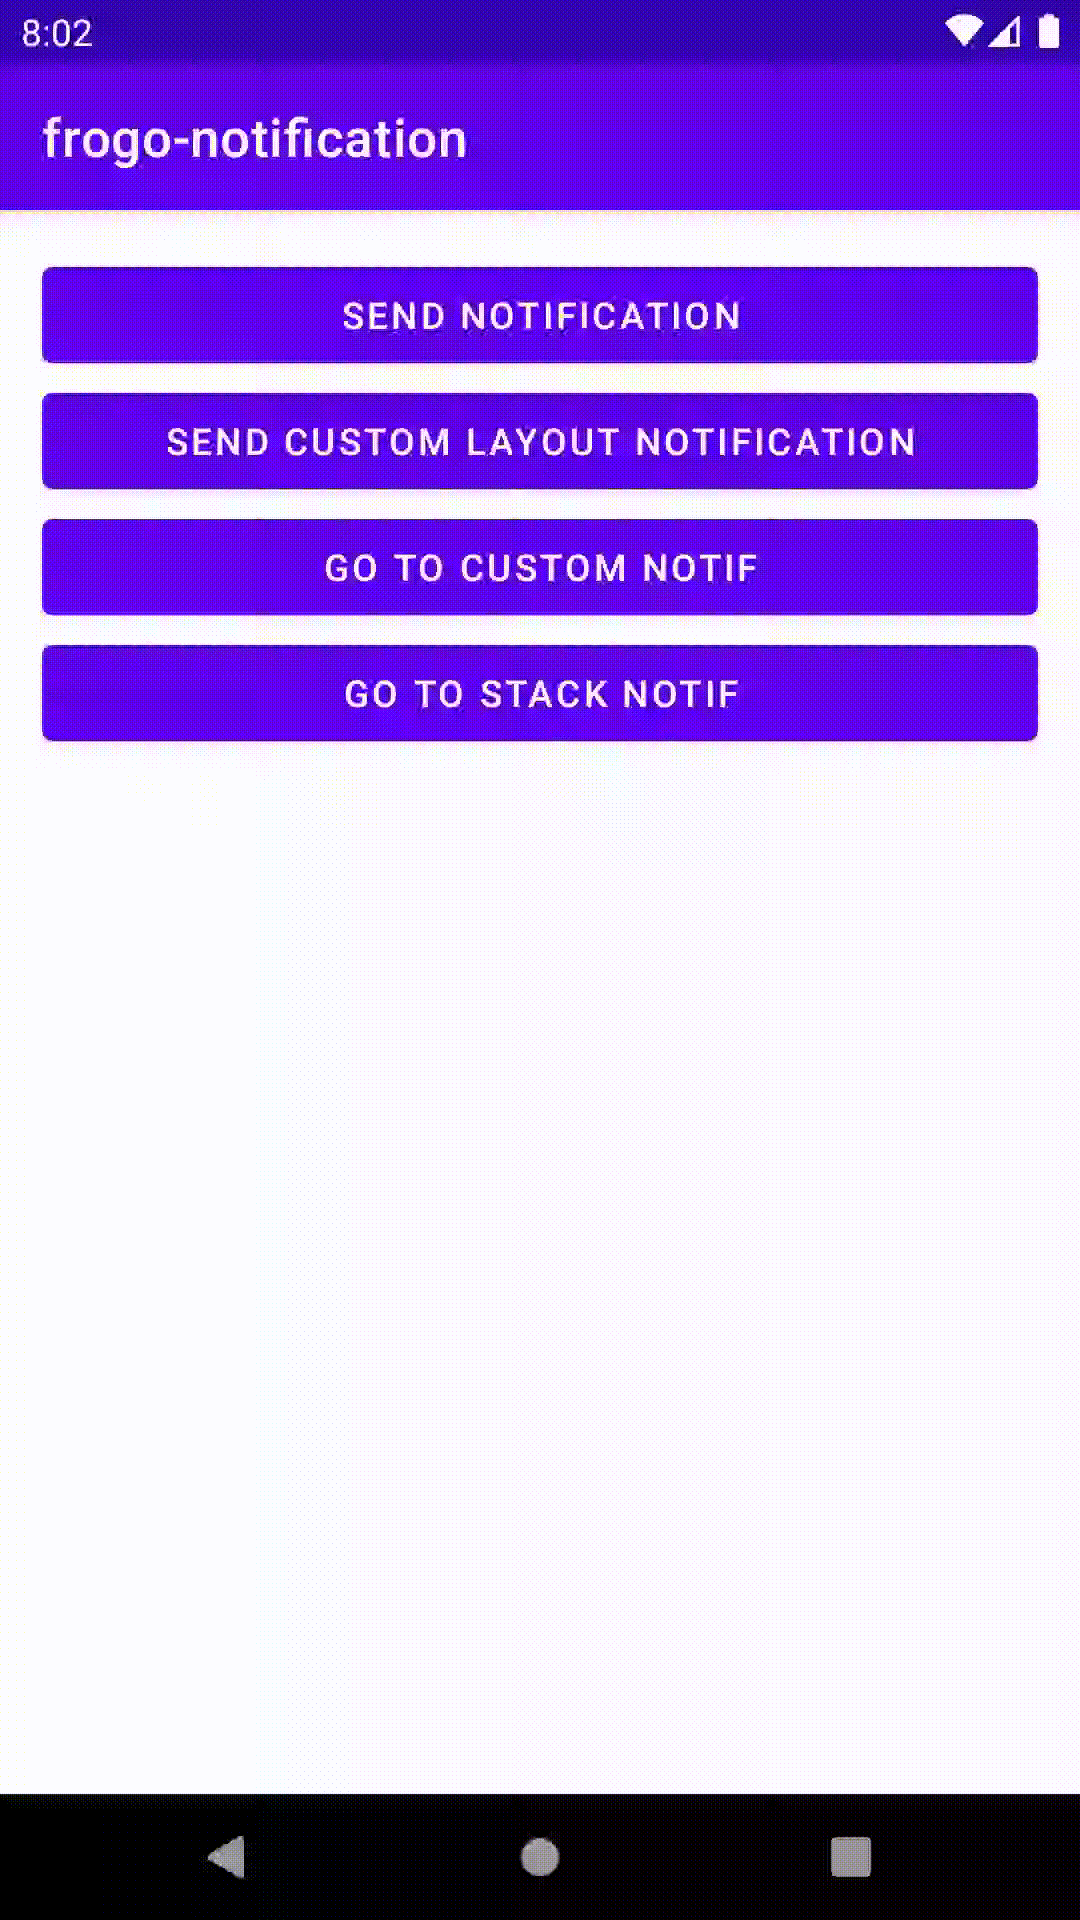 8:02
frogo-notification
SEND NOTIFICATION
SEND CUSTOM LAYOUT NOTIFICATION
GO TO CUSTOM NOTIF
GO TO STACK NOTIF